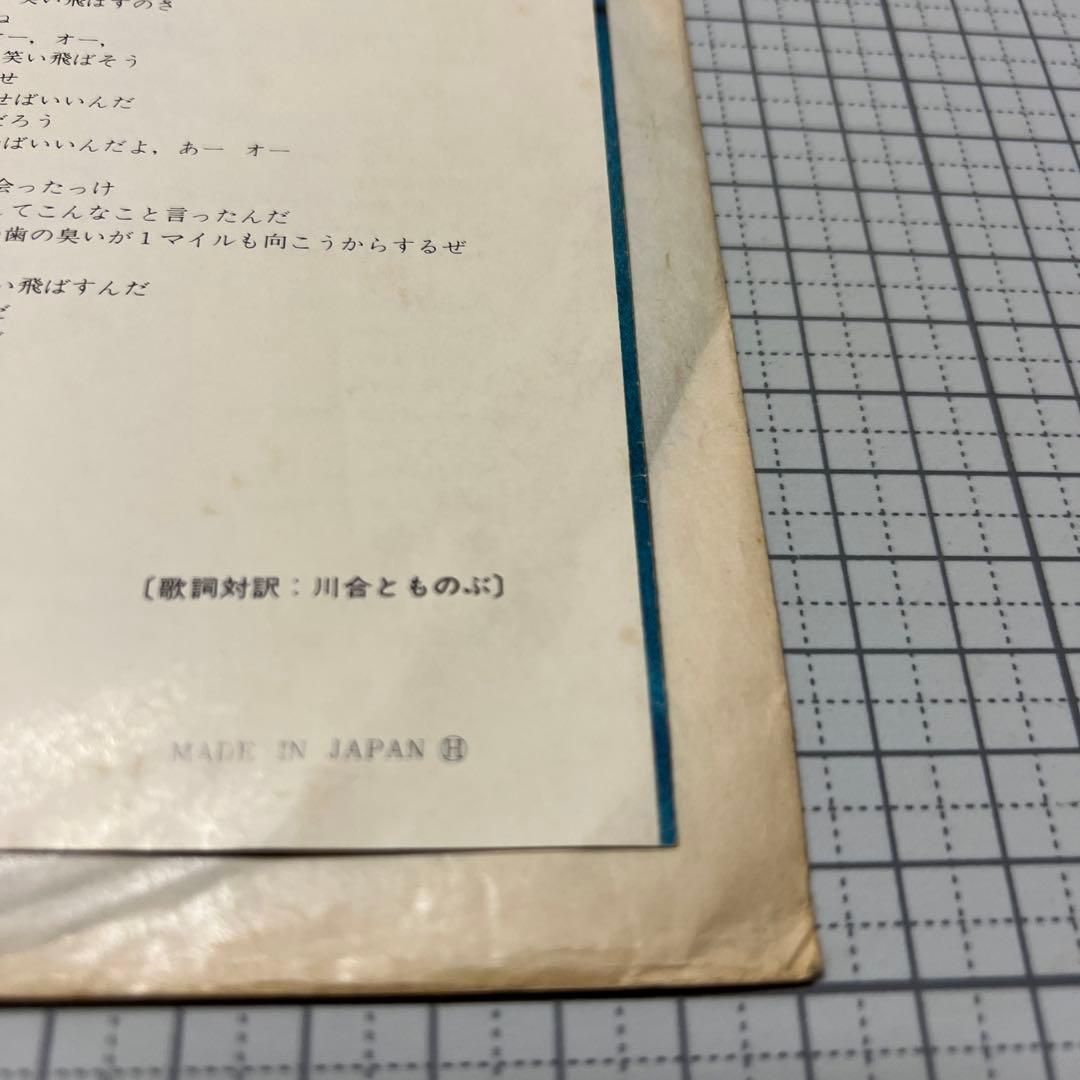 笑い飛ばすのさ
ね
オー，オー，
笑い飛ばそう
せ
せばいいんだ
だろう
ばいいんだよ，あー　オー
会ったっけ
してこんなこと言ったんだ
歯の臭いが1マイルも向こうからするぜ
い飛ばすんだ
だ
〔歌詞対訳：川合とものぶ〕
MADE IN JAPAN Ⓗ